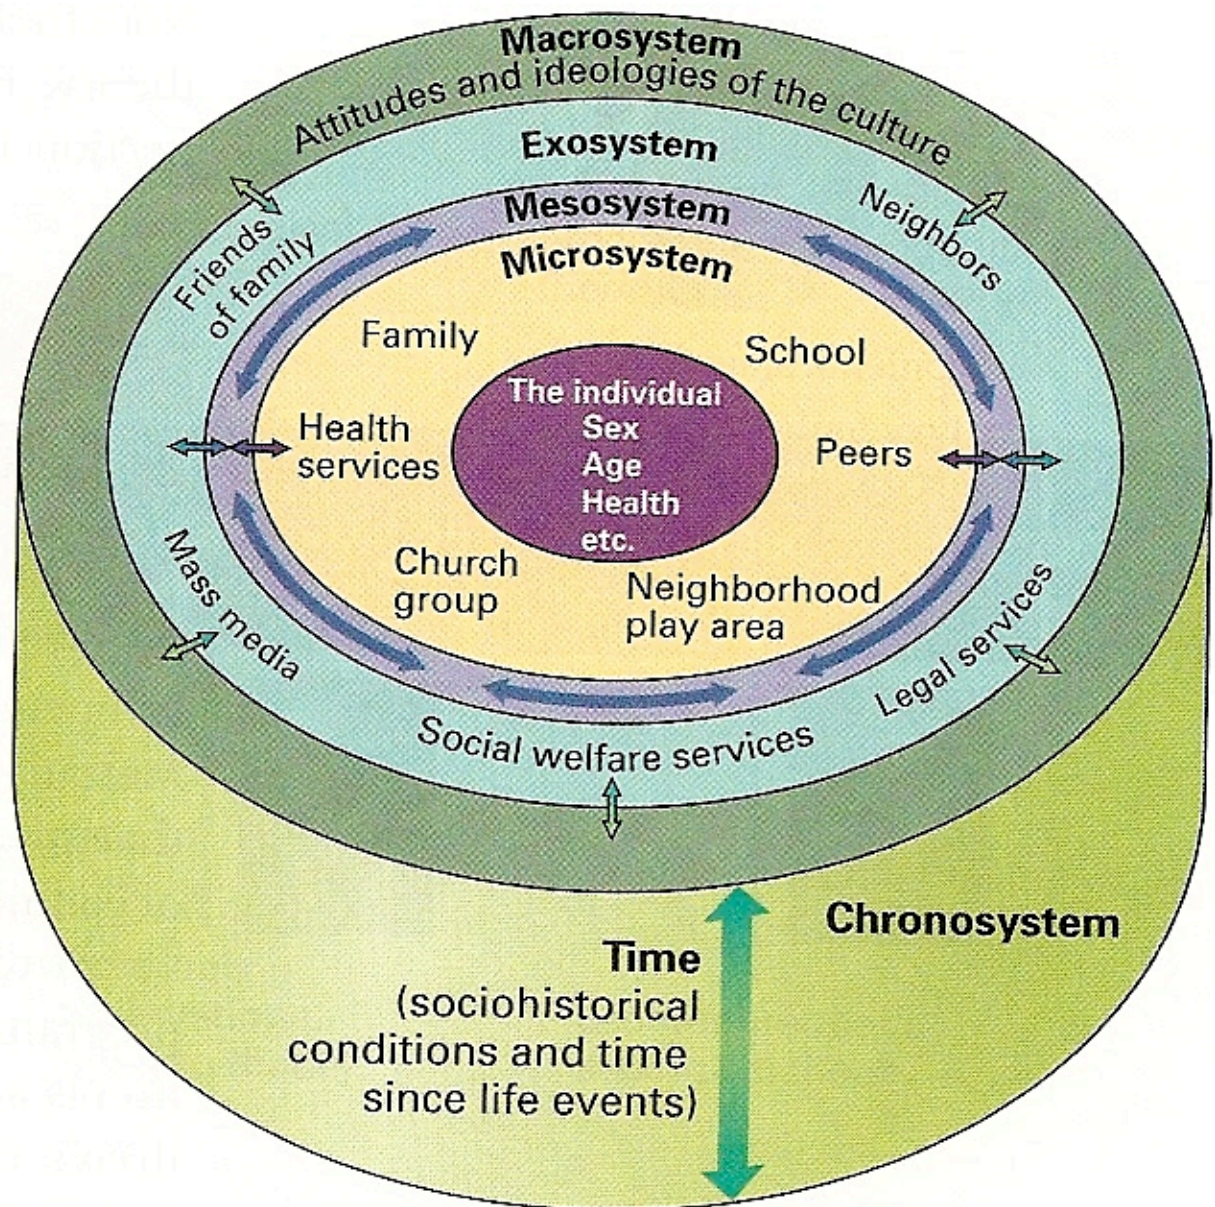 Macrosystem
Attitudes and ideologies of the culture
Exosystem
Mesosystem
Microsystem
Friends
of family
Neighbors
Family
School
The individual
Sex
Age
Health
etc.
Health
services
Peers
Church
group
Neighborhood
play area
Mass media
Legal services
Social welfare services
Chronosystem
Time
(sociohistorical
conditions and time
since life events)